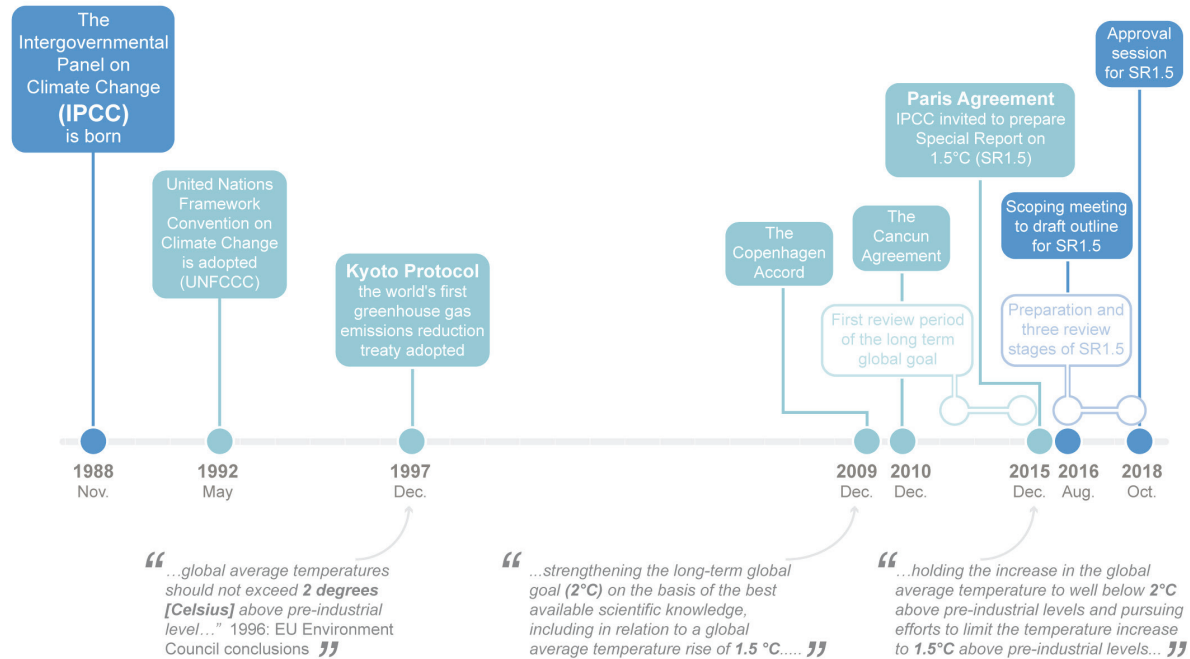 The
Intergovernmental
Panel on
Climate Change
(IPCC)
is born
United Nations
Framework
Convention on
Climate Change
is adopted
(UNFCCC)
Kyoto Protocol
the world's first
greenhouse gas
emissions reduction
treaty adopted
The
Copenhagen
Accord
The
Cancun
Agreement
First review period
of the long term
global goal
Paris Agreement
IPCC invited to prepare
Special Report on
1.5°C (SR1.5)
Scoping meeting
to draft outline
for SR1.5
Preparation and
three review
stages of SR1.5
Approval
session
for SR1.5
1988
Nov.
1992
May
1997
Dec.
2009
Dec.
2010
Dec.
2015
Dec.
2016
Aug.
2018
Oct.
“ …global average temperatures
should not exceed 2 degrees
[Celsius] above pre-industrial
level…” 1996: EU Environment
Council conclusions ”
“ ...strengthening the long-term global
goal (2°C) on the basis of the best
available scientific knowledge,
including in relation to a global
average temperature rise of 1.5 °C..... ”
“ ...holding the increase in the global
average temperature to well below 2°C
above pre-industrial levels and pursuing
efforts to limit the temperature increase
to 1.5°C above pre-industrial levels... ”